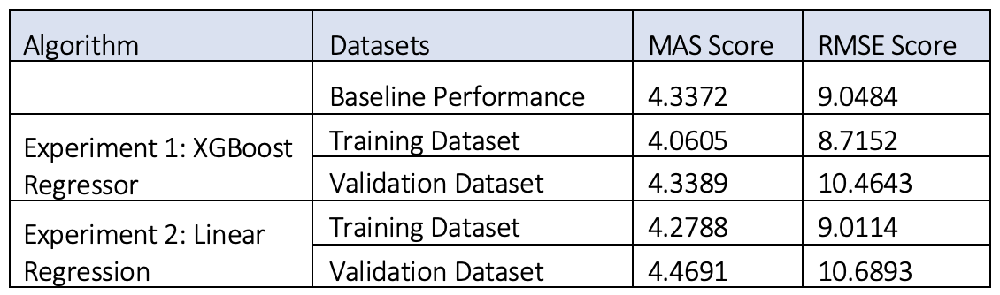 Algorithm Datasets MAS Score RMSE Score
Baseline Performance 4.3372 9.0484
Experiment 1: XGBoost
Regressor
Training Dataset 4.0605 8.7152
Validation Dataset 4.3389 10.4643
Experiment 2: Linear
Regression
Training Dataset 4.2788 9.0114
Validation Dataset 4.4691 10.6893